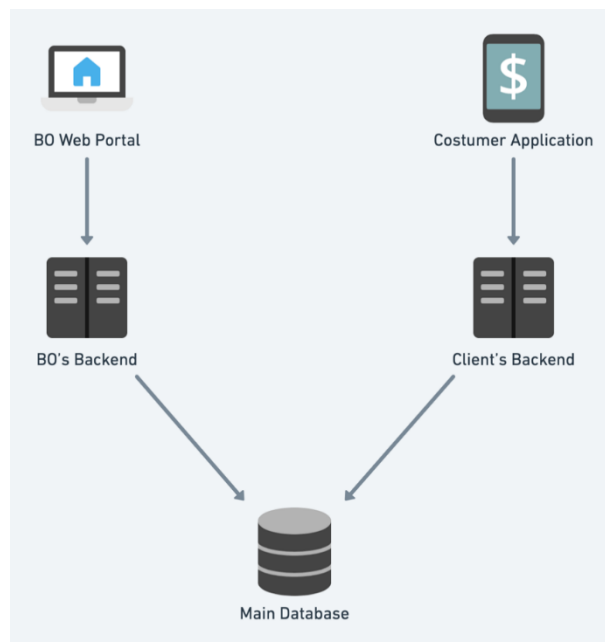 BO Web Portal
Costumer Application
BO's Backend
Client's Backend
Main Database
$